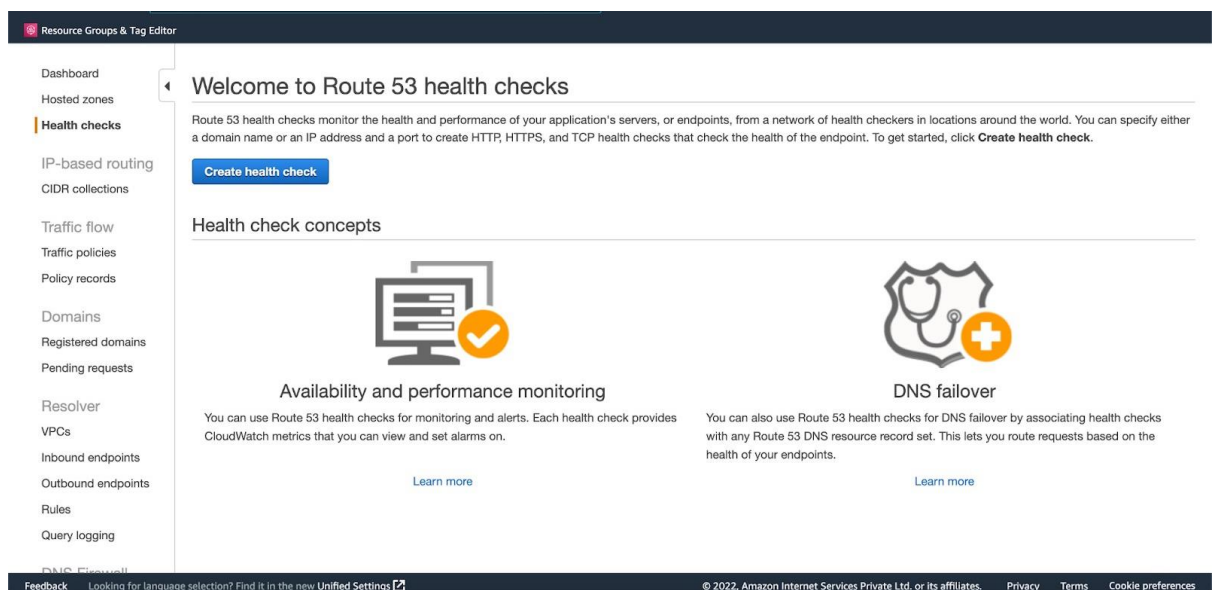 Resource Groups & Tag Editor
Dashboard
Hosted zones
Health checks
IP-based routing
CIDR collections
Traffic flow
Traffic policies
Policy records
Domains
Registered domains
Pending requests
Resolver
VPCs
Inbound endpoints
Outbound endpoints
Rules
Query logging
DNS Firewall
Welcome to Route 53 health checks
Route 53 health checks monitor the health and performance of your application's servers, or endpoints, from a network of health checkers in locations around the world. You can specify either
a domain name or an IP address and a port to create HTTP, HTTPS, and TCP health checks that check the health of the endpoint. To get started, click Create health check.
Create health check
Health check concepts
Availability and performance monitoring
You can use Route 53 health checks for monitoring and alerts. Each health check provides
CloudWatch metrics that you can view and set alarms on.
Learn more
DNS failover
You can also use Route 53 health checks for DNS failover by associating health checks
with any Route 53 DNS resource record set. This lets you route requests based on the
health of your endpoints.
Learn more
Feedback Looking for language selection? Find it in the new Unified Settings © 2022, Amazon Internet Services Private Ltd. or its affiliates. Privacy Terms Cookie preferences